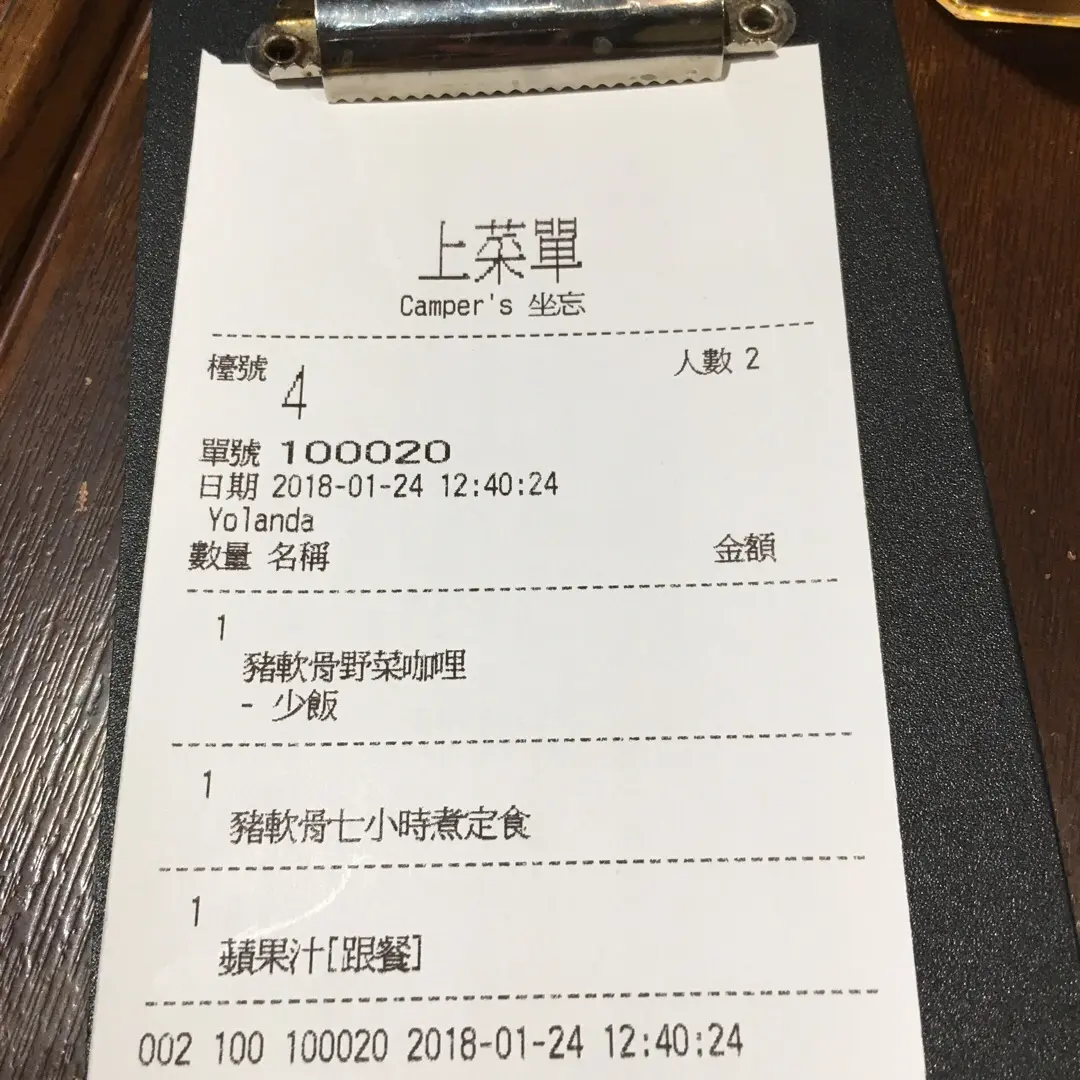 上菜單
Camper's 坐忘
檯號 4 人數 2
單號 100020
日期 2018-01-24 12:40:24
Yolanda
數量 名稱 金額
1
豬軟骨野菜咖哩
- 少飯
1
豬軟骨七小時煮定食
1
蘋果汁[跟餐]
002 100 100020 2018-01-24 12:40:24